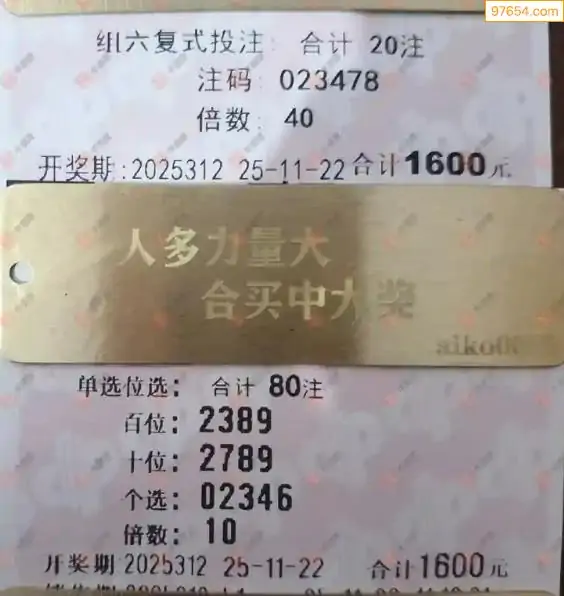 97654.com
组六复式投注: 合计 20注
注码: 023478
倍数: 40
开奖期:2025312 25-11-22 合计1600元
人多力量大
合买中大奖
单选位选: 合计 80注
百位: 2389
十位: 2789
个选: 02346
倍数: 10
开奖期:2025312 25-11-22 合计1600元